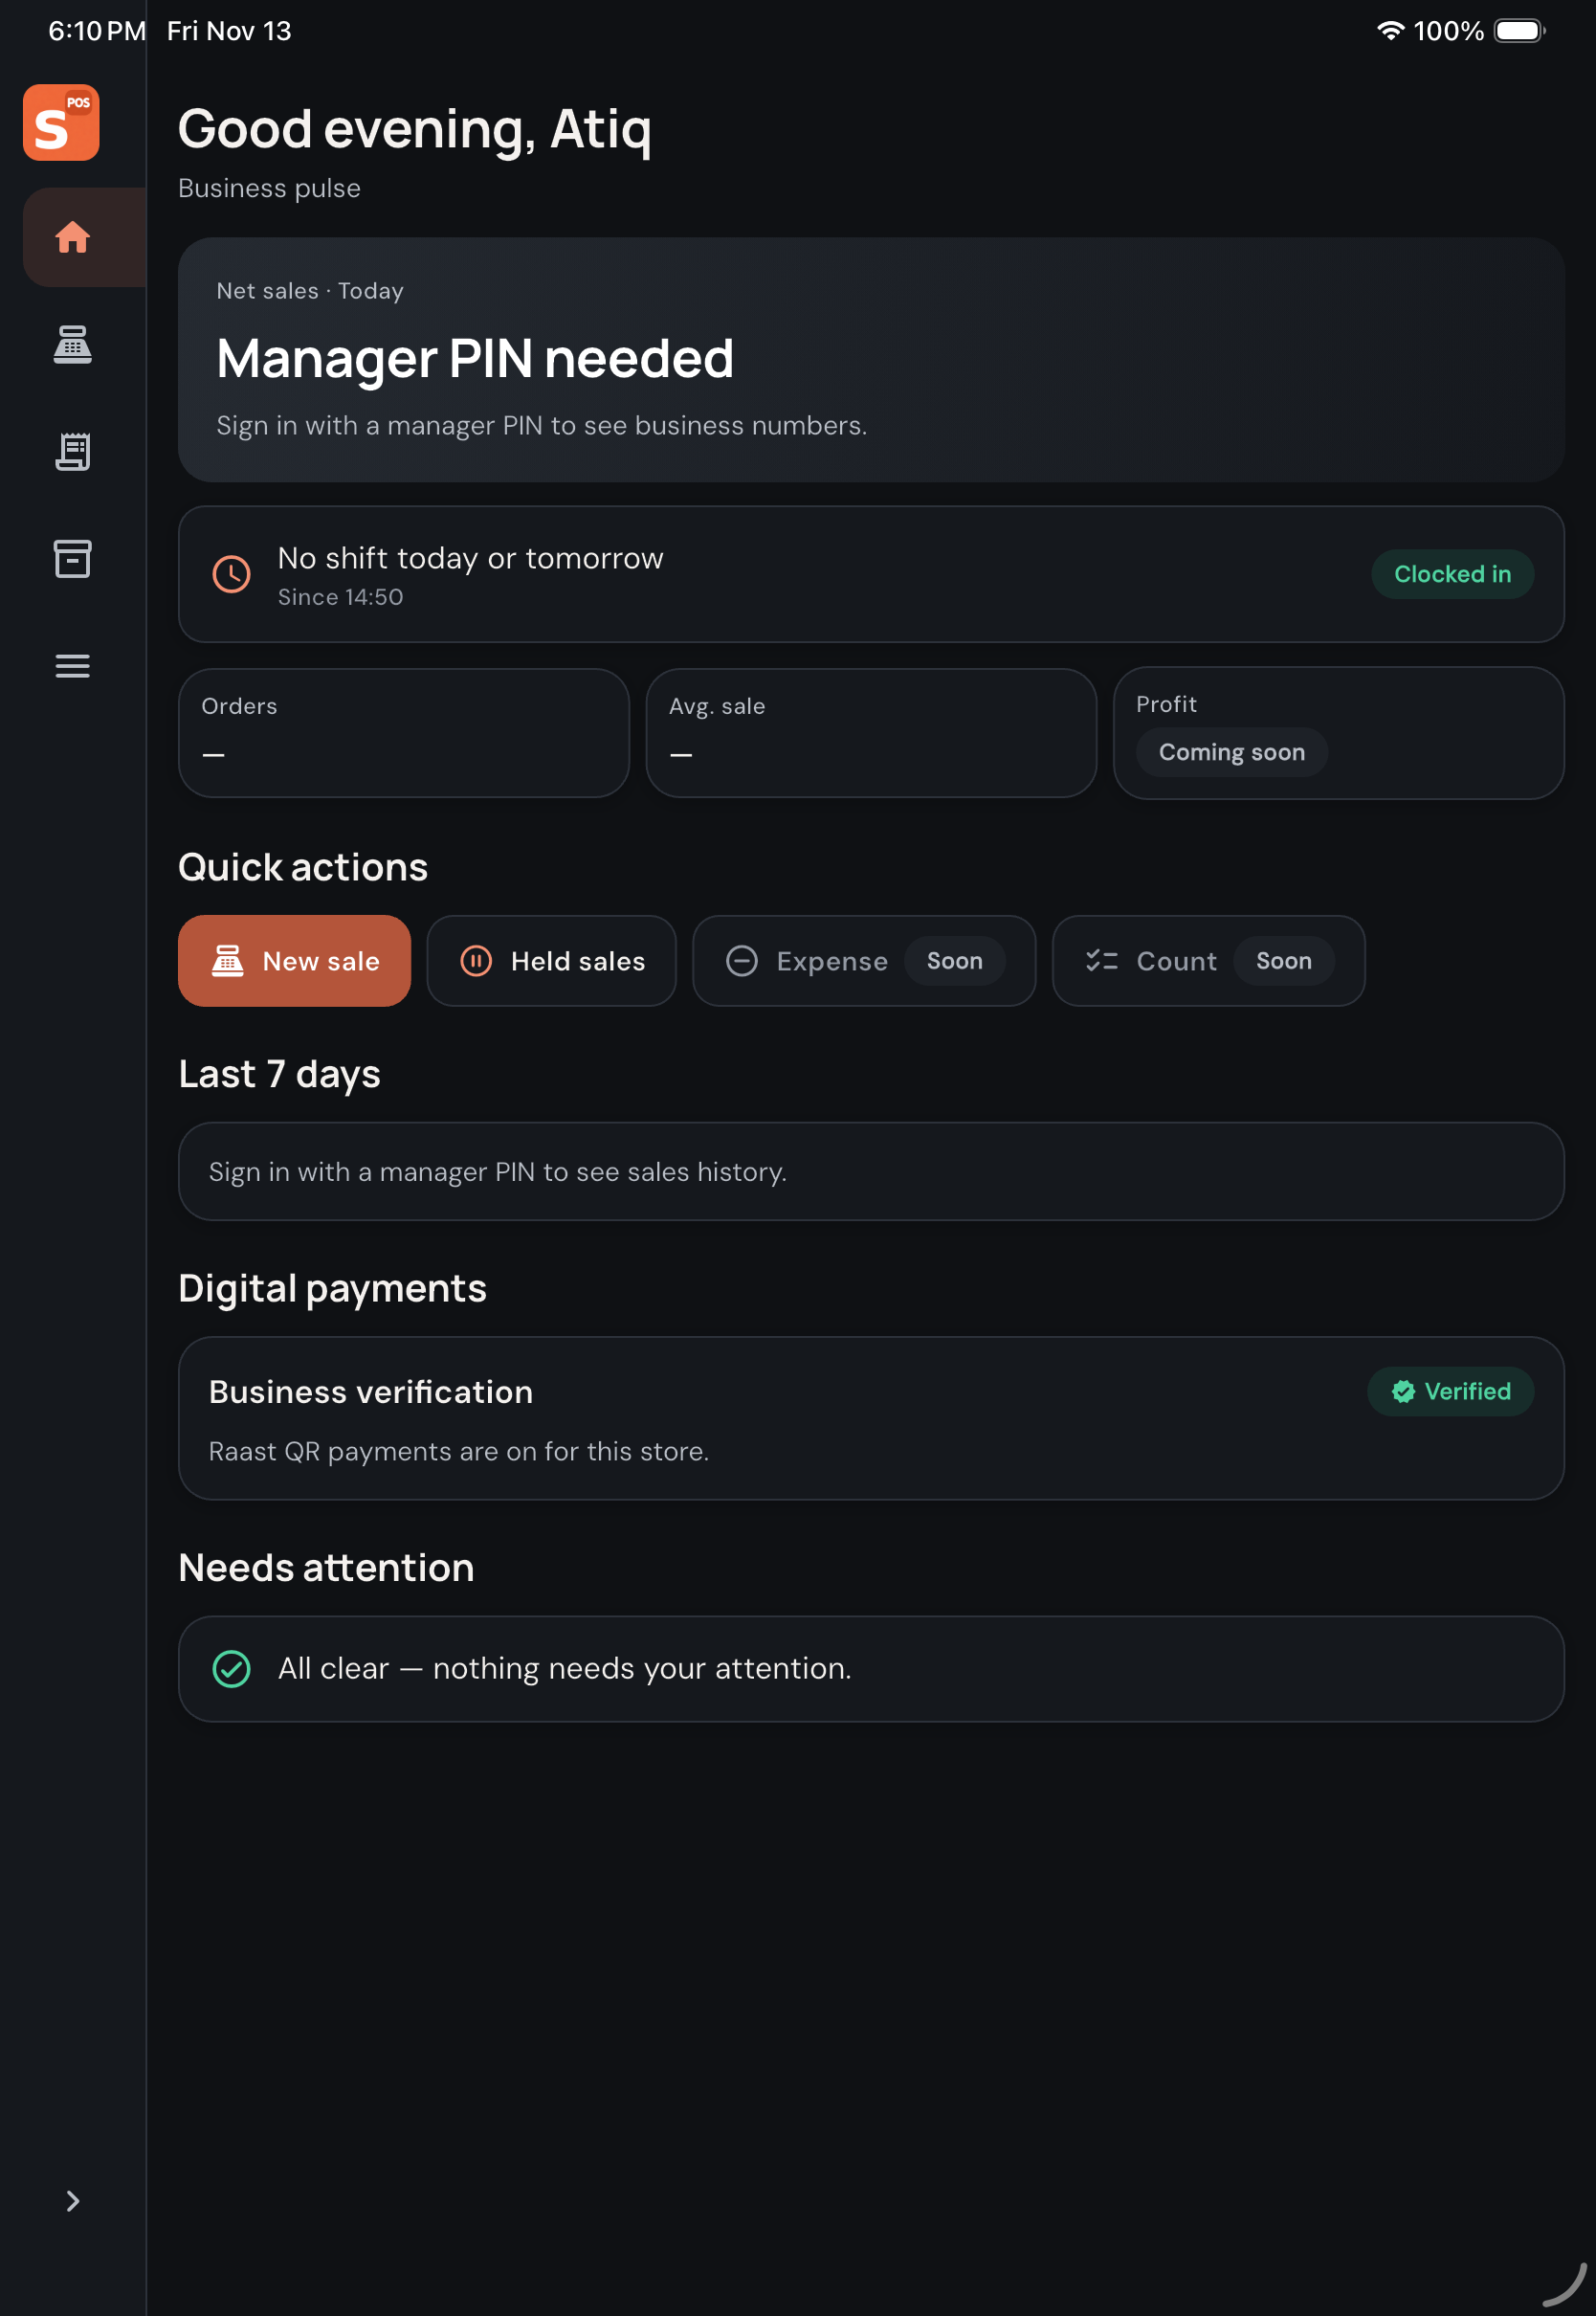 6:10 PM Fri Nov 13
100%
S POS
Good evening, Atiq
Business pulse
Net sales · Today
Manager PIN needed
Sign in with a manager PIN to see business numbers.
No shift today or tomorrow
Since 14:50
Clocked in
Orders
—
Avg. sale
—
Profit
Coming soon
Quick actions
New sale
Held sales
Expense Soon
Count Soon
Last 7 days
Sign in with a manager PIN to see sales history.
Digital payments
Business verification
Verified
Raast QR payments are on for this store.
Needs attention
All clear — nothing needs your attention.